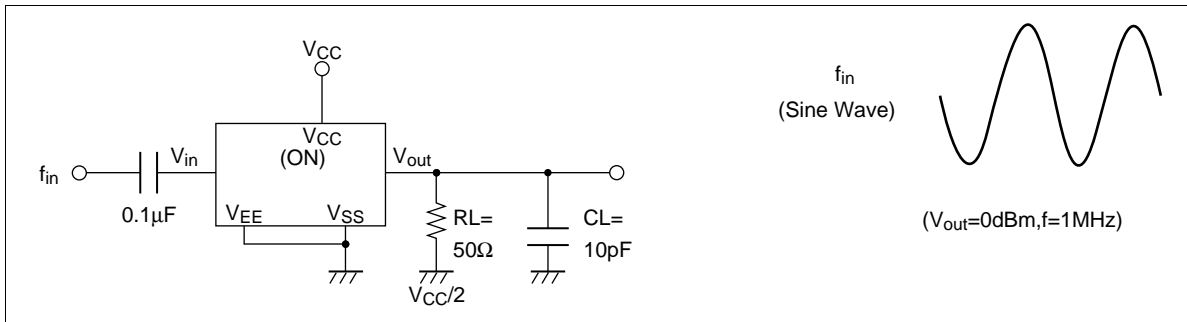 VCC
VCC
(ON)
fin
Vin
Vout
0.1μF
VEE
VSS
RL=
50Ω
CL=
10pF
VCC/2
fin
(Sine Wave)
(Vout=0dBm,f=1MHz)